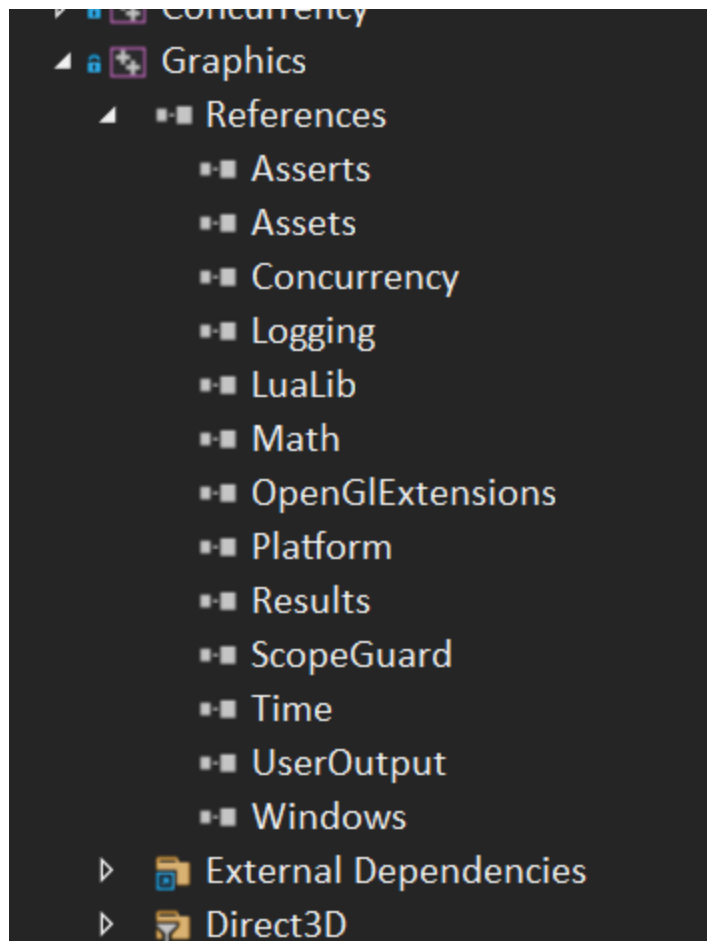 Concurrency
Graphics
References
Asserts
Assets
Concurrency
Logging
LuaLib
Math
OpenGlExtensions
Platform
Results
ScopeGuard
Time
UserOutput
Windows
External Dependencies
Direct3D